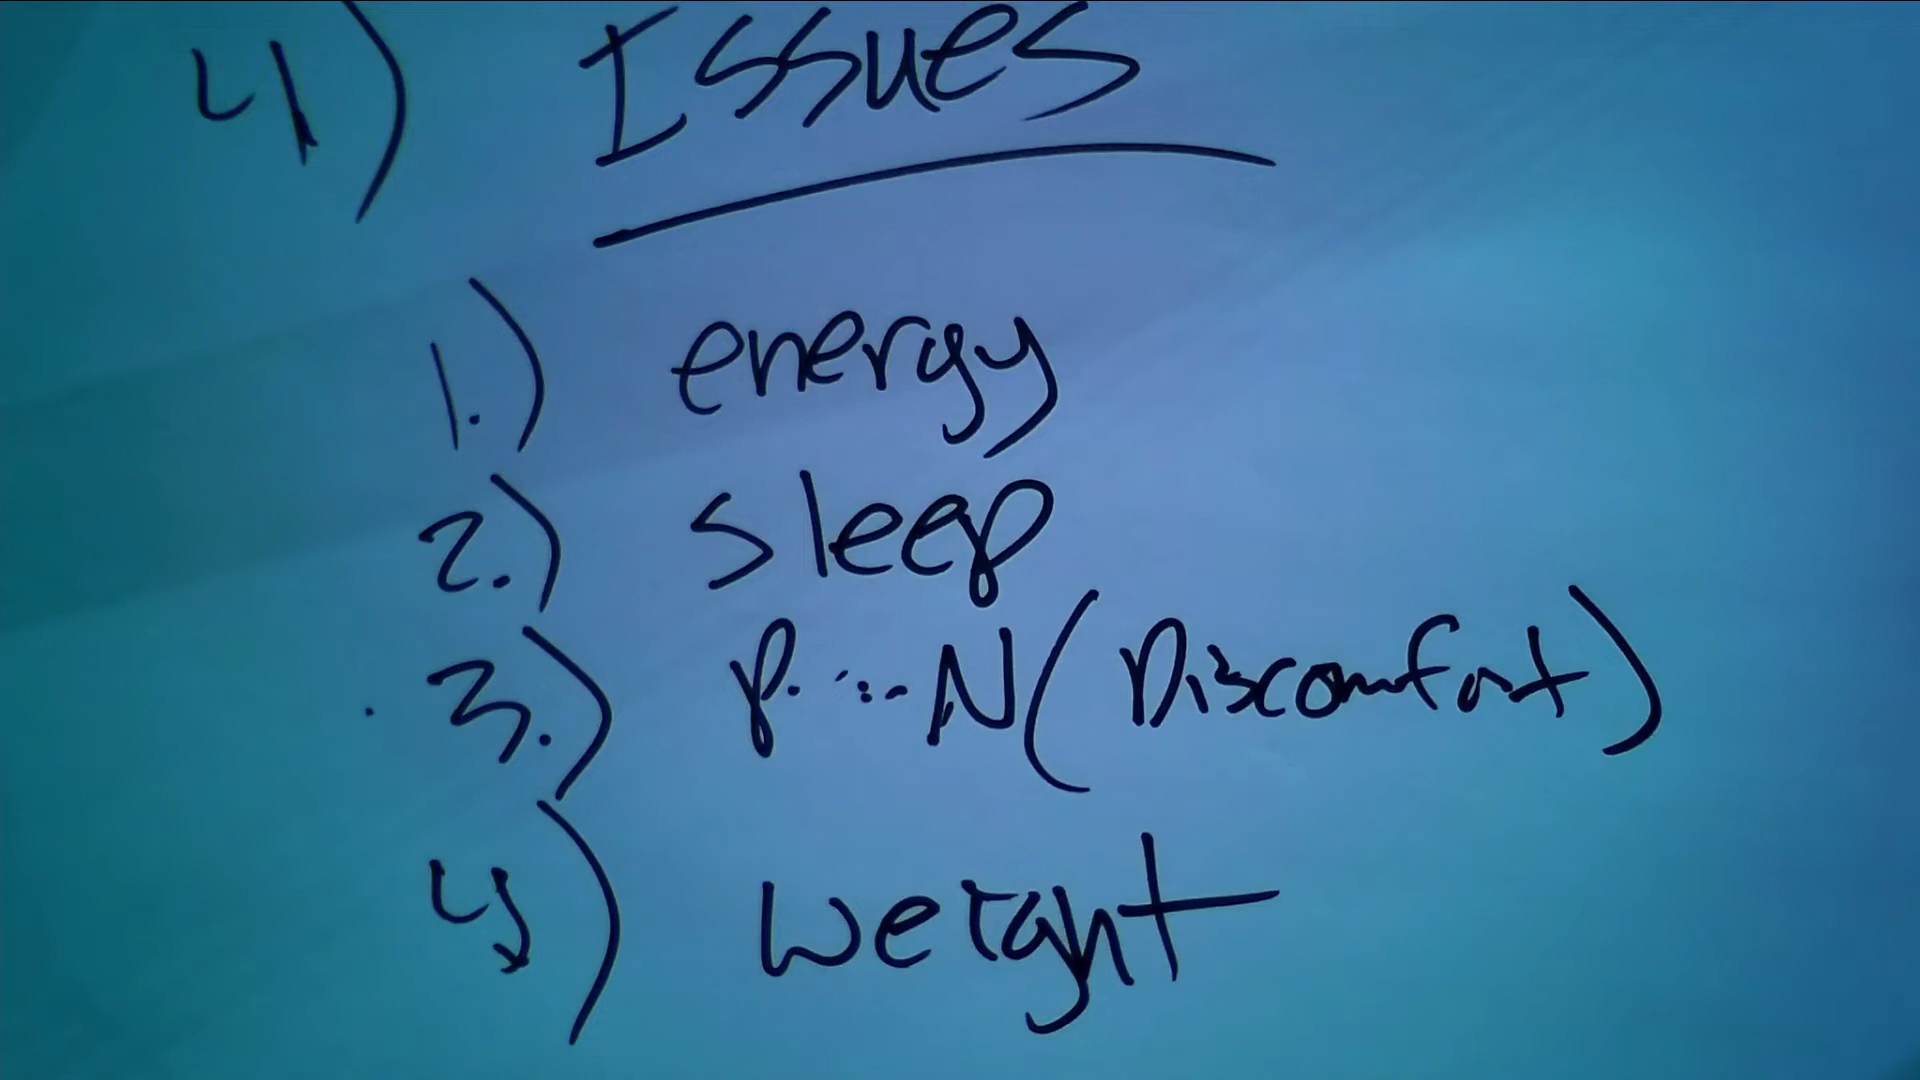 4) Issues
1.) energy
2.) sleep
3.) P. ... N (Discomfort)
4) weight